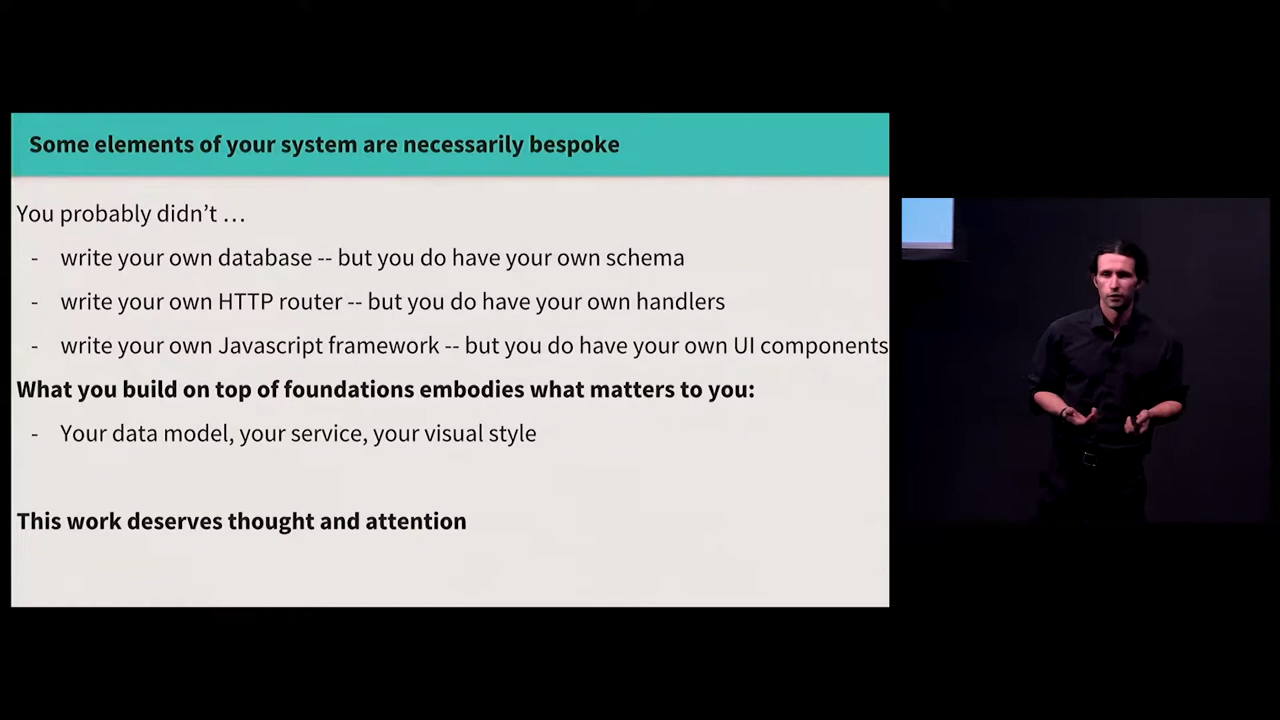 Some elements of your system are necessarily bespoke
You probably didn’t …
- write your own database -- but you do have your own schema
- write your own HTTP router -- but you do have your own handlers
- write your own Javascript framework -- but you do have your own UI components
What you build on top of foundations embodies what matters to you:
- Your data model, your service, your visual style
This work deserves thought and attention